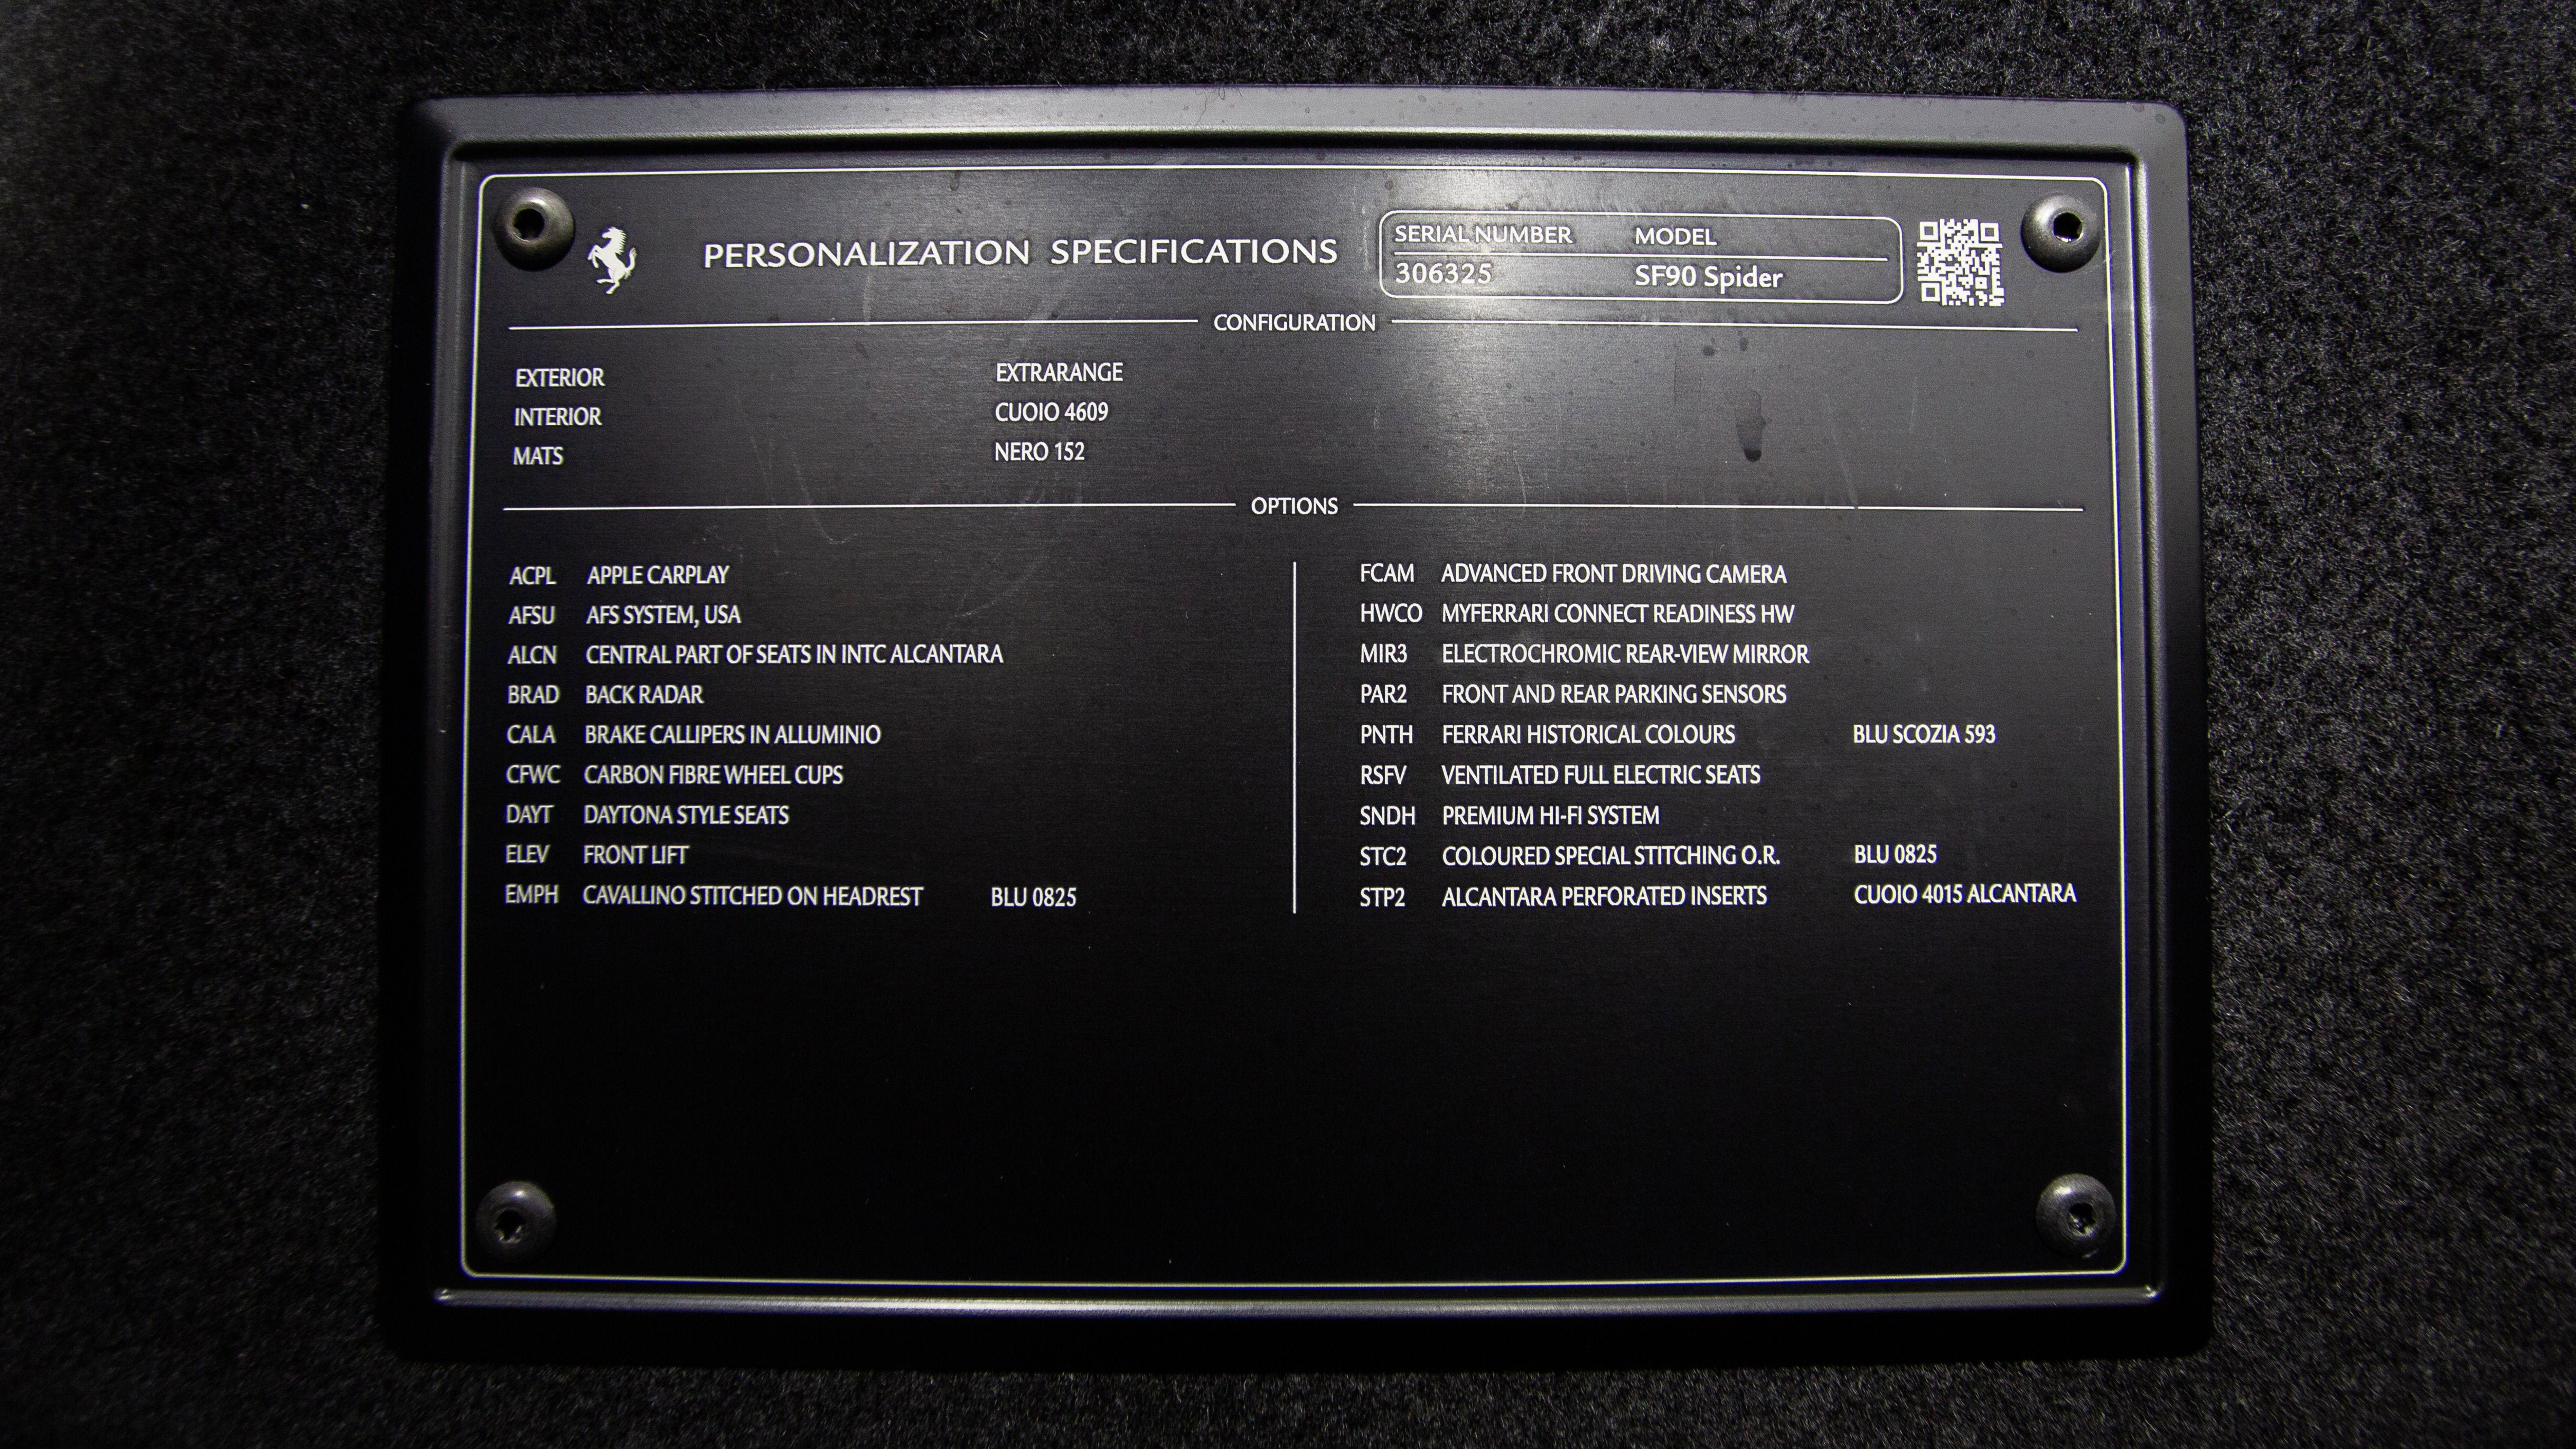 PERSONALIZATION SPECIFICATIONS
SERIAL NUMBER MODEL
306325 SF90 Spider
CONFIGURATION
EXTERIOR EXTRARANGE
INTERIOR CUOIO 4609
MATS NERO 152
OPTIONS
ACPL APPLE CARPLAY
AFSU AFS SYSTEM, USA
ALCN CENTRAL PART OF SEATS IN INTC ALCANTARA
BRAD BACK RADAR
CALA BRAKE CALLIPERS IN ALLUMINIO
CFWC CARBON FIBRE WHEEL CUPS
DAYT DAYTONA STYLE SEATS
ELEV FRONT LIFT
EMPH CAVALLINO STITCHED ON HEADREST BLU 0825
FCAM ADVANCED FRONT DRIVING CAMERA
HWCO MYFERRARI CONNECT READINESS HW
MIR3 ELECTROCHROMIC REAR-VIEW MIRROR
PAR2 FRONT AND REAR PARKING SENSORS
PNTH FERRARI HISTORICAL COLOURS BLU SCOZIA 593
RSFV VENTILATED FULL ELECTRIC SEATS
SNDH PREMIUM HI-FI SYSTEM
STC2 COLOURED SPECIAL STITCHING O.R. BLU 0825
STP2 ALCANTARA PERFORATED INSERTS CUOIO 4015 ALCANTARA